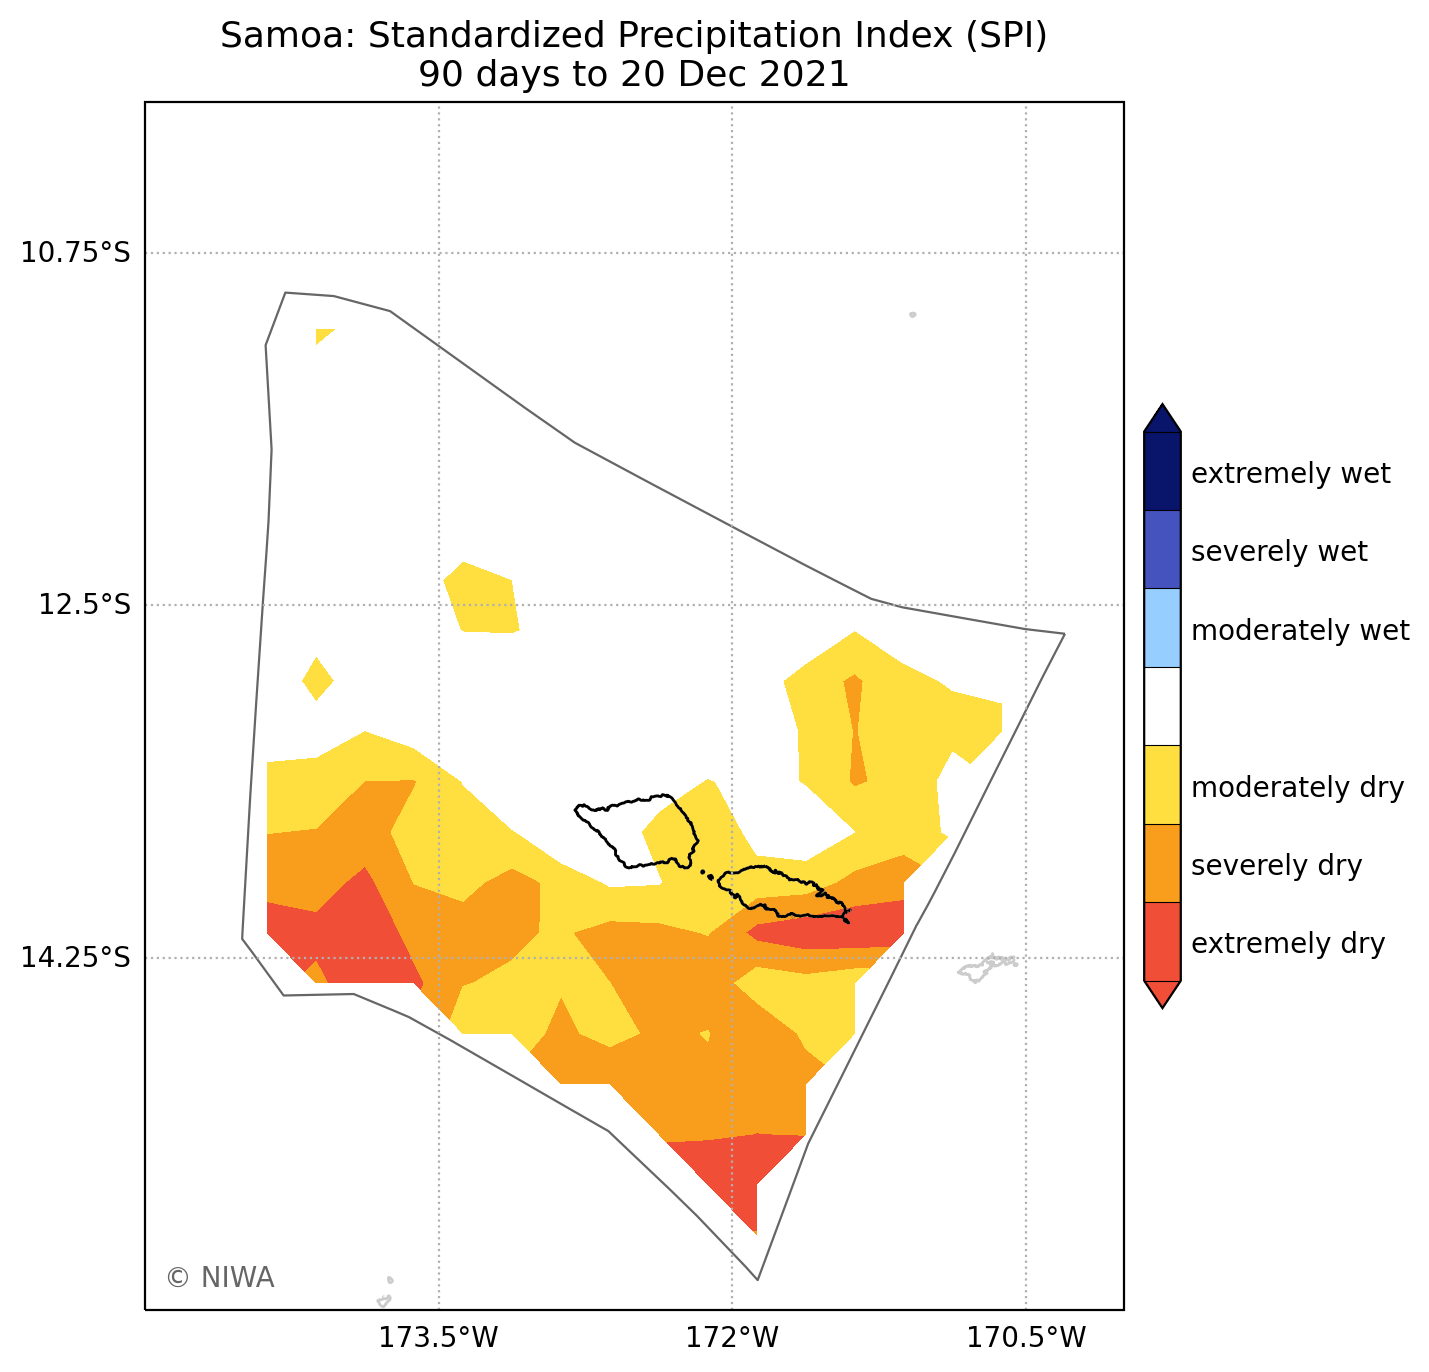 Samoa: Standardized Precipitation Index (SPI)
90 days to 20 Dec 2021
10.75°S
12.5°S
14.25°S
extremely wet
severely wet
moderately wet
moderately dry
severely dry
extremely dry
© NIWA
173.5°W
172°W
170.5°W